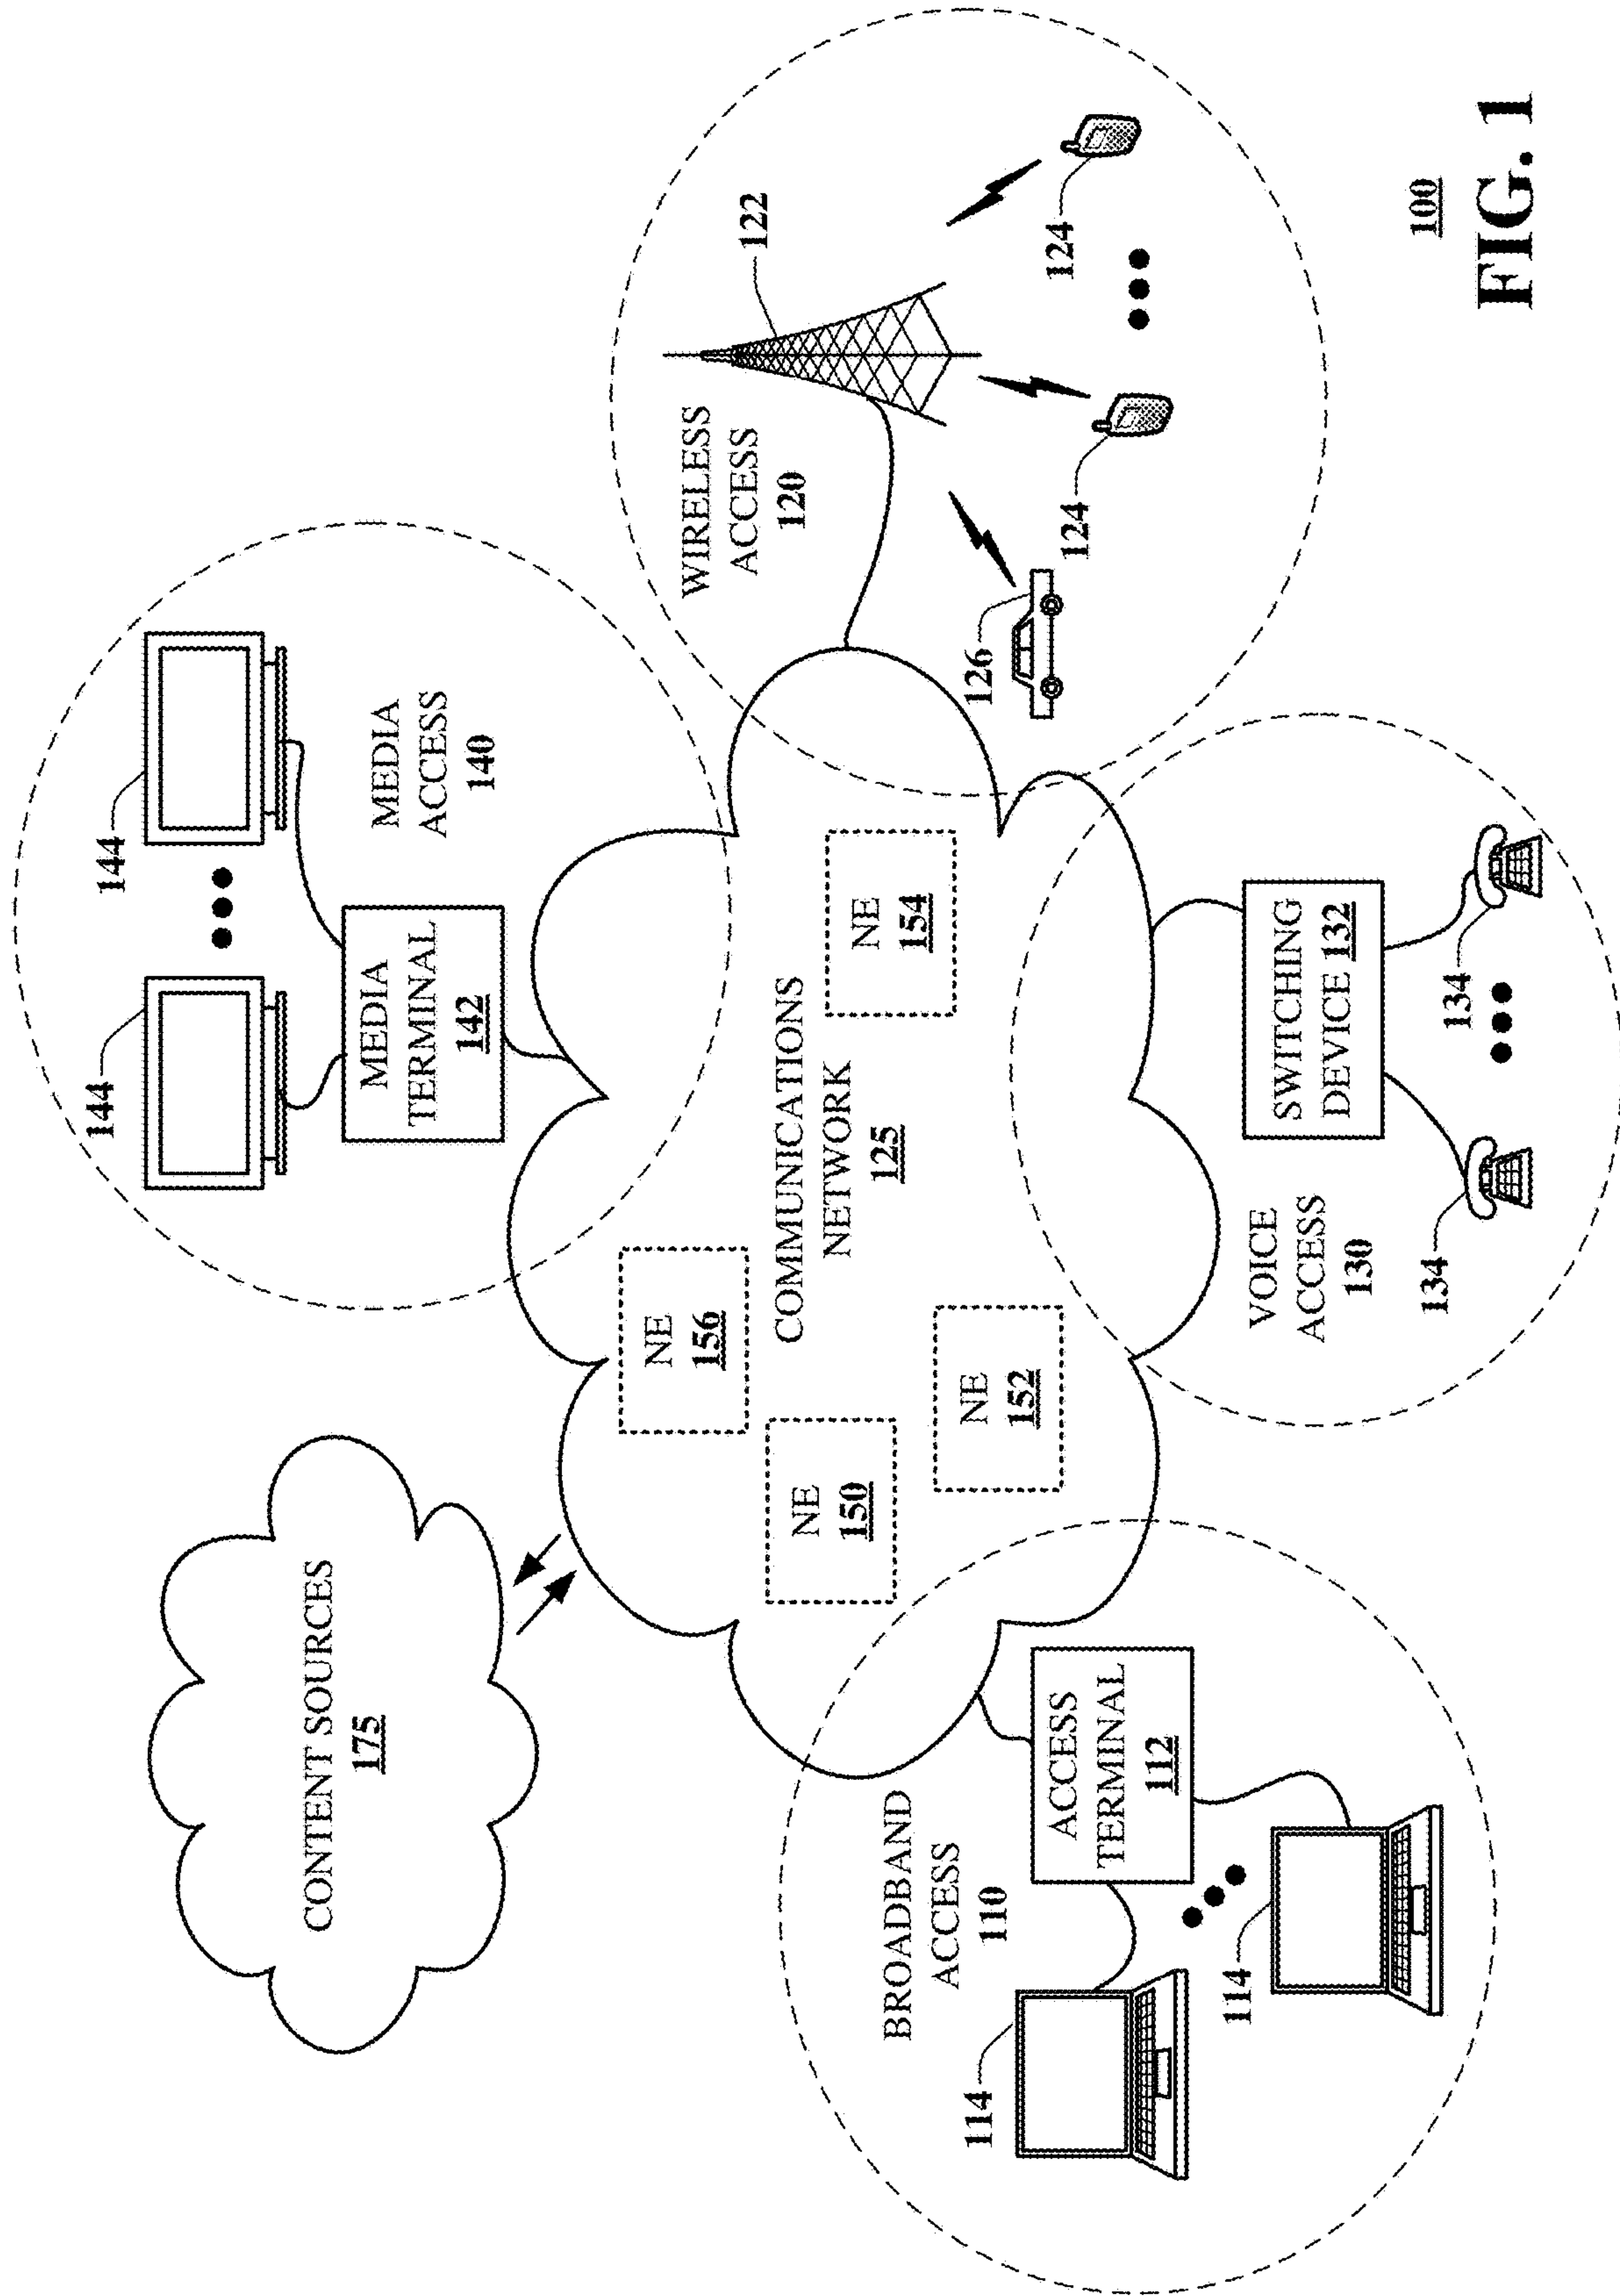 144
144
CONTENT SOURCES
175
MEDIA
TERMINAL
142
MEDIA
ACCESS
140
122
WIRELESS
ACCESS
120
NE
156
COMMUNICATIONS
NETWORK
125
NE
150
NE
154
NE
152
BROADBAND
ACCESS
110
114
ACCESS
TERMINAL
112
114
126
124
124
VOICE
ACCESS
130
SWITCHING
DEVICE 132
134
134
100
FIG. 1